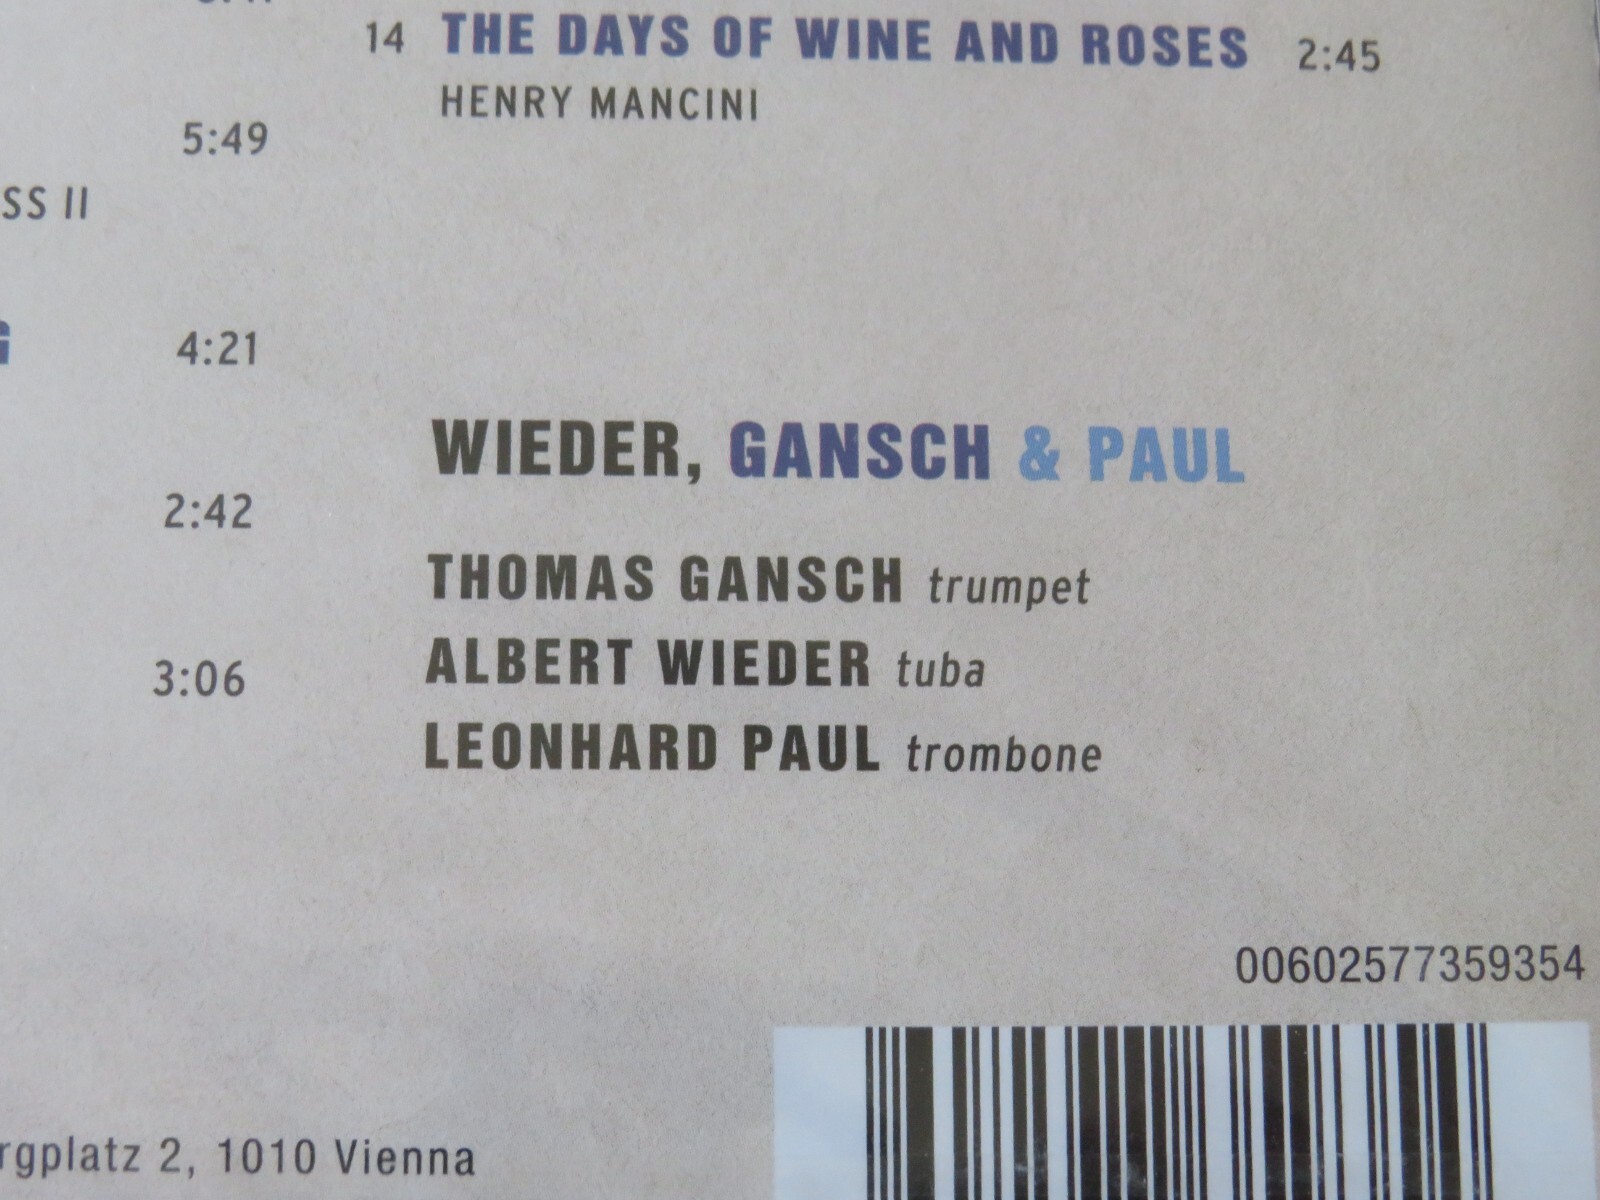 14 THE DAYS OF WINE AND ROSES 2:45
HENRY MANCINI
5:49
SS II
4:21
2:42
3:06
WIEDER, GANSCH & PAUL
THOMAS GANSCH trumpet
ALBERT WIEDER tuba
LEONHARD PAUL trombone
00602577359354
rgplatz 2, 1010 Vienna